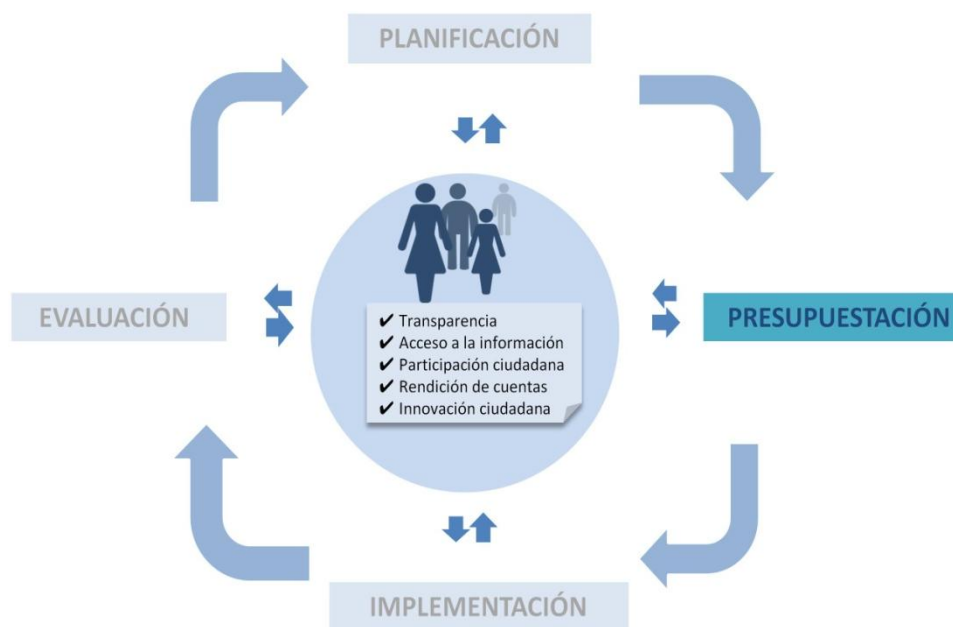 PLANIFICACIÓN
EVALUACIÓN
✔ Transparencia
✔ Acceso a la información
✔ Participación ciudadana
✔ Rendición de cuentas
✔ Innovación ciudadana
PRESUPUESTACIÓN
IMPLEMENTACIÓN